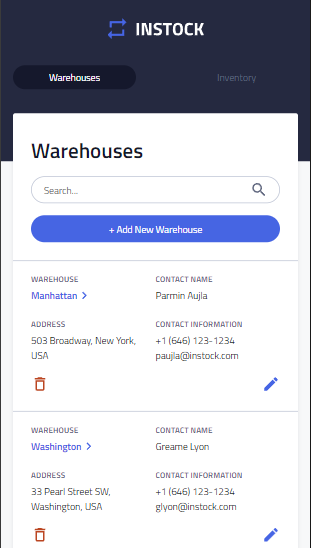 INSTOCK
Warehouses
Inventory
Warehouses
Search...
+ Add New Warehouse
WAREHOUSE
Manhattan
CONTACT NAME
Parmin Aujla
ADDRESS
503 Broadway, New York,
USA
CONTACT INFORMATION
+1 (646) 123-1234
paujla@instock.com
WAREHOUSE
Washington
CONTACT NAME
Greame Lyon
ADDRESS
33 Pearl Street SW,
Washington, USA
CONTACT INFORMATION
+1 (646) 123-1234
glyon@instock.com